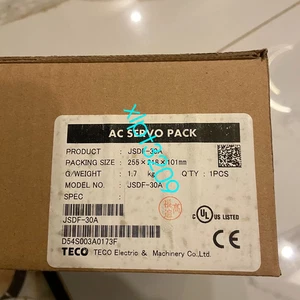 AC SERVO PACK
PRODUCT : JSDF-30A
PACKING SIZE : 255×218×101mm
G/WEIGHT : 1.7 kg Q'TY : 1PCS
MODEL NO. : JSDF-30A
SPEC :
JSDF-30A
D54S003A0173F
C UL US LISTED
CE
TECO TECO Electric & Machinery Co., Ltd.